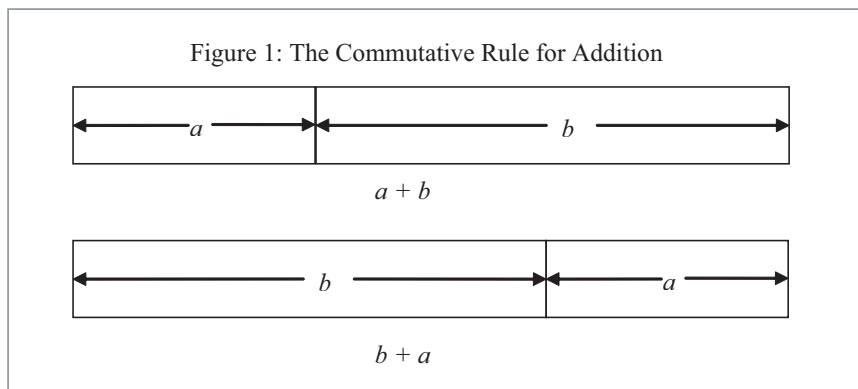 Figure 1: The Commutative Rule for Addition
a b
a + b
b a
b + a